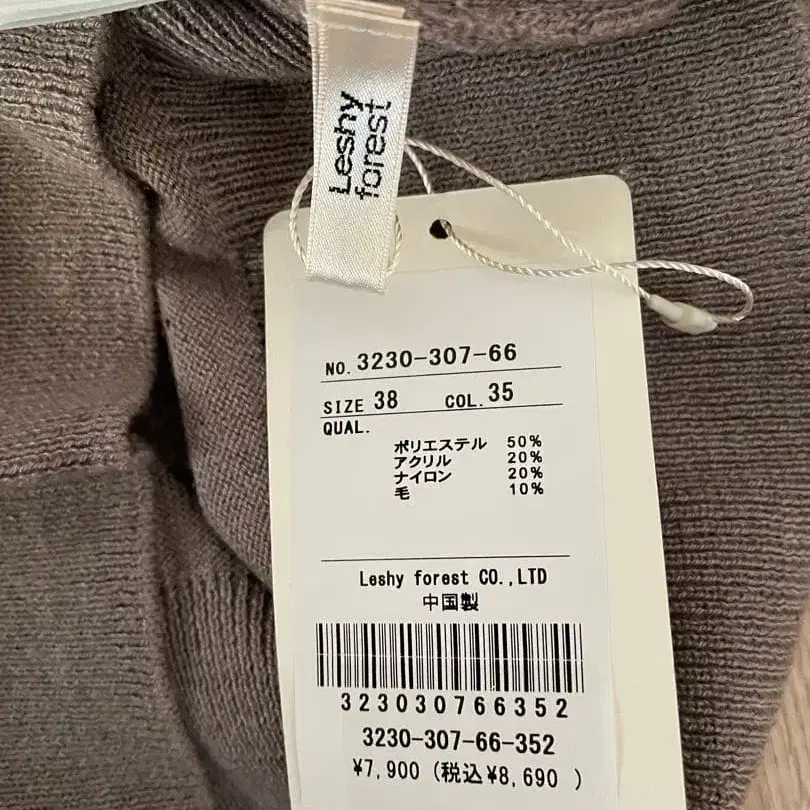 Leshy
forest
NO. 3230-307-66
SIZE 38 COL. 35
QUAL.
ポリエステル 50%
アクリル 20%
ナイロン 20%
毛 10%
Leshy forest CO.,LTD
中国製
323030766352
3230-307-66-352
¥7,900 (税込¥8,690 )